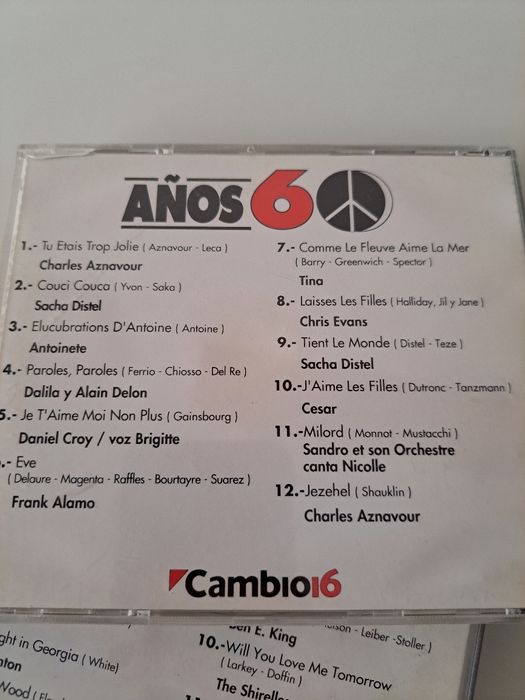 AÑOS 60
1.- Tu Etais Trop Jolie ( Aznavour - Leca )
Charles Aznavour
2.- Couci Couca ( Yvon - Saka )
Sacha Distel
3.- Elucubrations D'Antoine ( Antoine )
Antoinete
4.- Paroles, Paroles ( Ferrio - Chiosso - Del Re )
Dalila y Alain Delon
5.- Je T'Aime Moi Non Plus ( Gainsbourg )
Daniel Croy / voz Brigitte
.- Eve
( Delaure - Magenta - Raffles - Bourtayre - Suarez )
Frank Alamo
7.- Comme Le Fleuve Aime La Mer
( Barry - Greenwich - Spector )
Tina
8.- Laisses Les Filles ( Halliday, Jil y Jane )
Chris Evans
9.- Tient Le Monde ( Distel - Teze )
Sacha Distel
10.-J'Aime Les Filles ( Dutronc - Tanzmann )
Cesar
11.-Milord ( Monnot - Mustacchi )
Sandro et son Orchestre
canta Nicolle
12.-Jezehel ( Shauklin )
Charles Aznavour
Cambio16
ght in Georgia ( White)
nton
Wood
- Leiber -Stoller )
Ben E. King
10.-Will You Love Me Tomorrow
( Larkey - Doffin )
The Shirelle